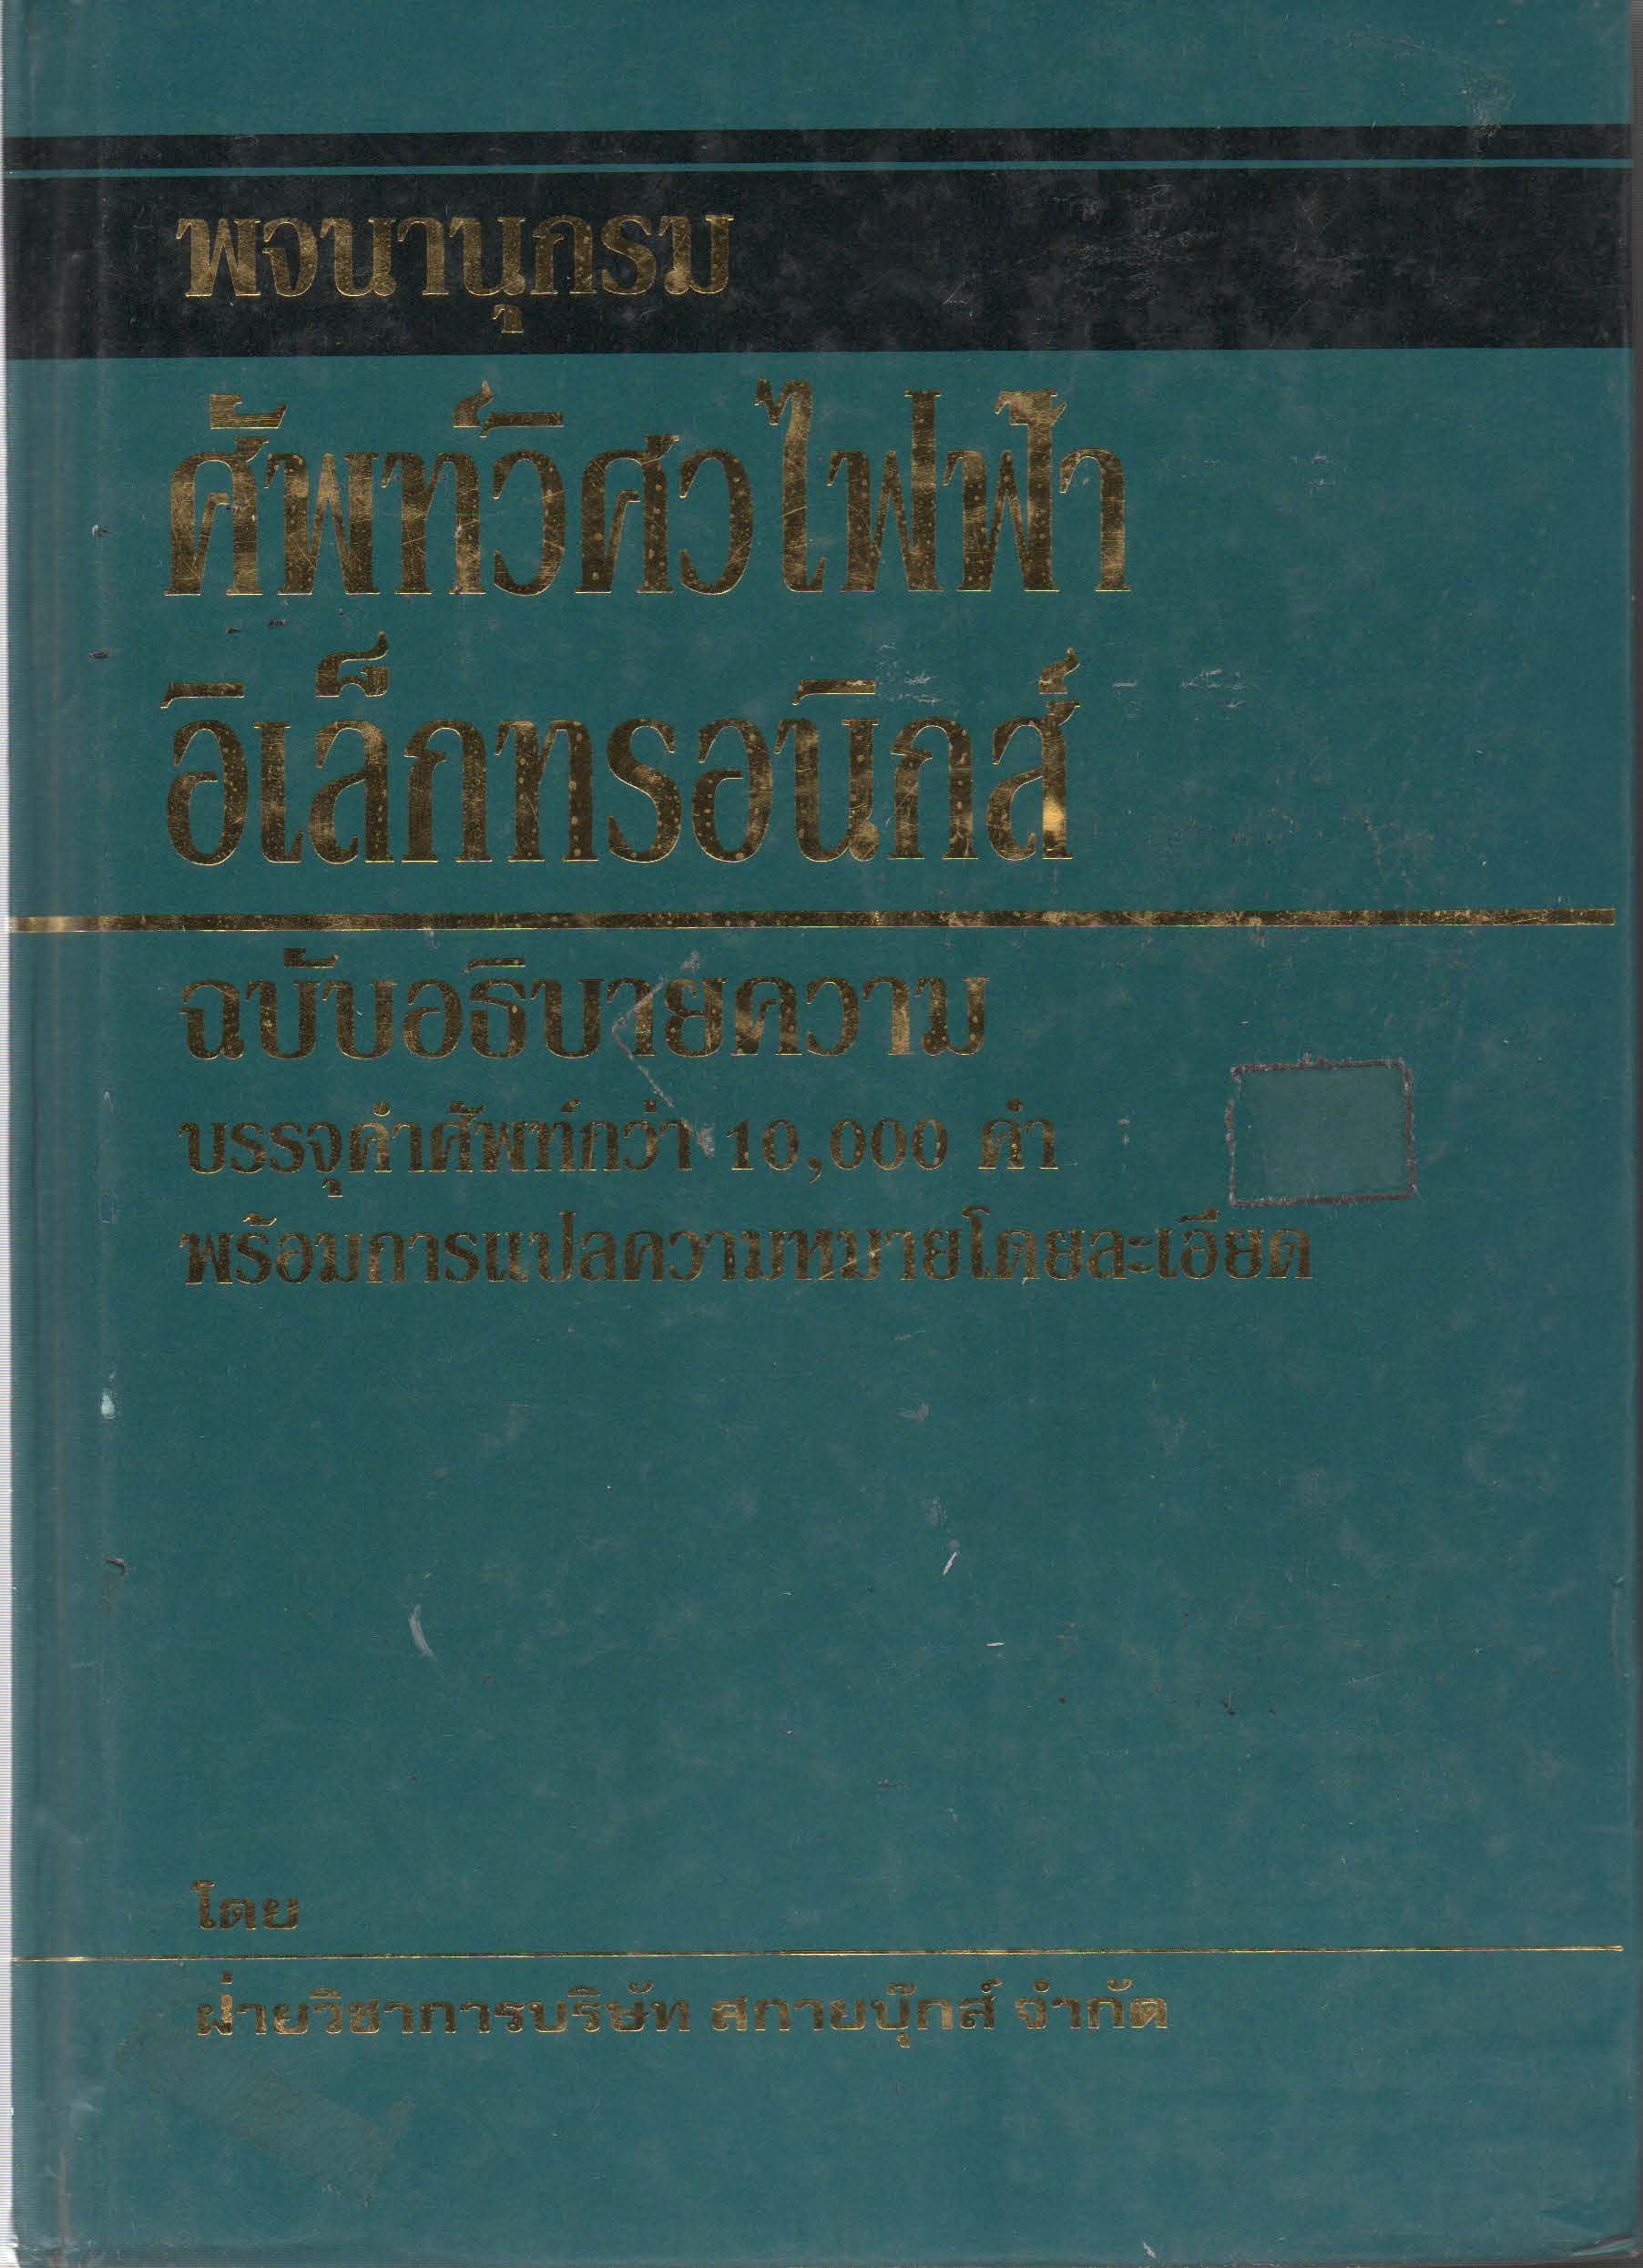 พจนานุกรม
ศัพท์วิศวไฟฟ้า
อิเล็กทรอนิกส์
ฉบับอธิบายความ
บรรจุคำศัพท์กว่า 10,000 คำ
พร้อมการแปลความหมายโดยละเอียด
โดย
ฝ่ายวิชาการบริษัท สกายบุ๊กส์ จำกัด